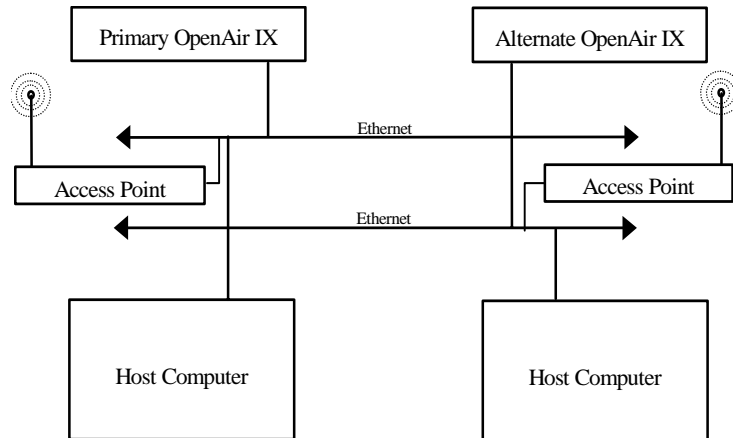 Primary OpenAir IX
Alternate OpenAir IX
Ethernet
Access Point
Access Point
Ethernet
Host Computer
Host Computer